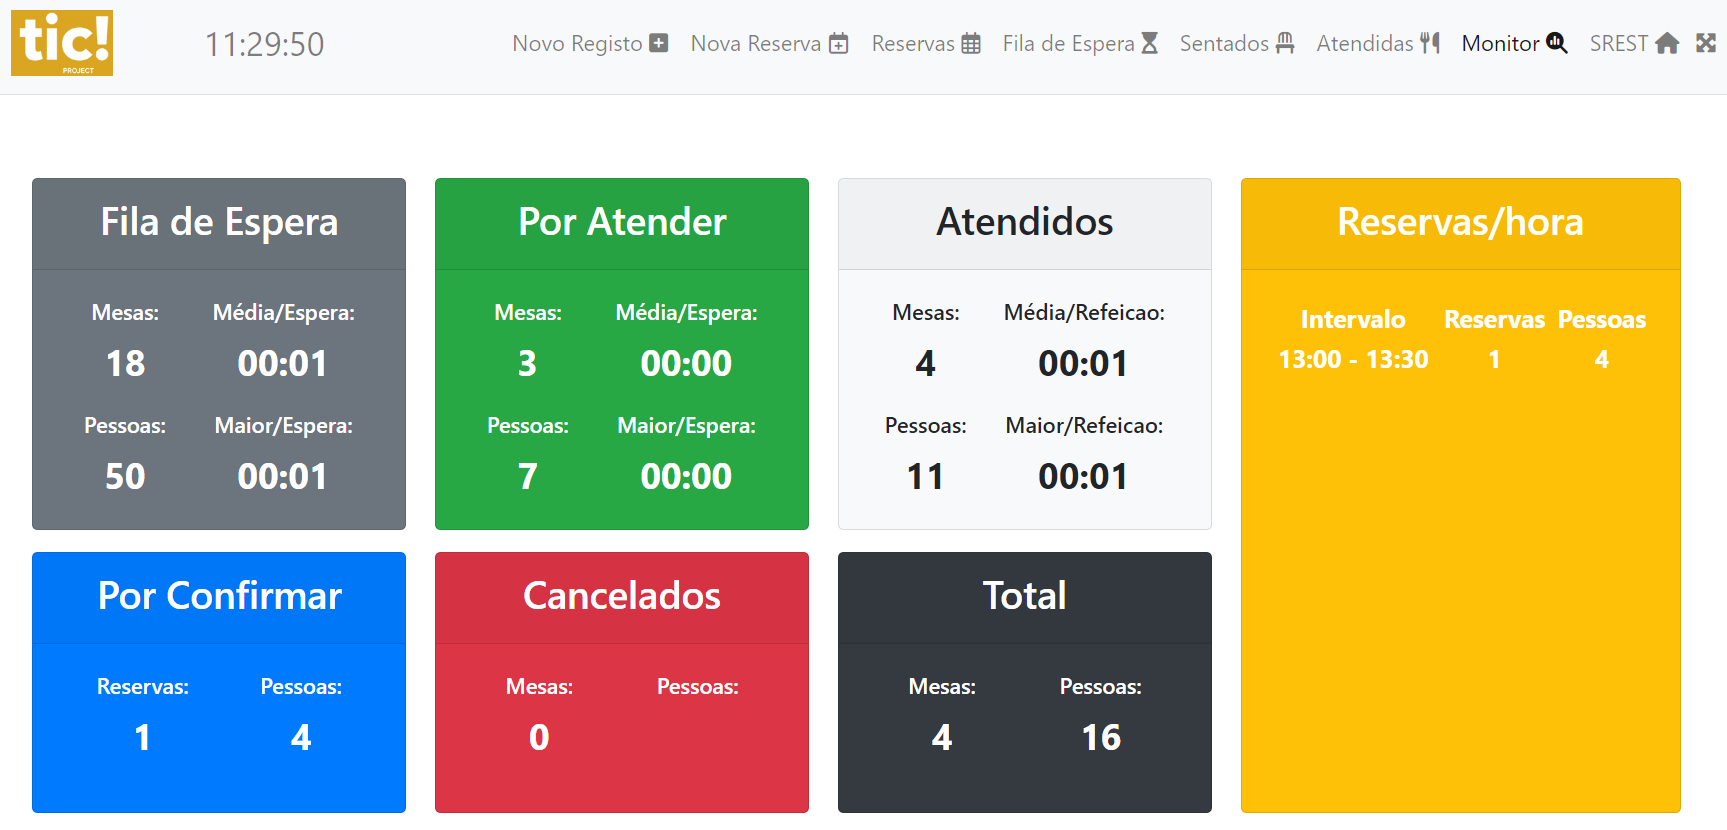 tic!
PROJECT
11:29:50
Novo Registo
Nova Reserva
Reservas
Fila de Espera
Sentados
Atendidas
Monitor
SREST
Fila de Espera
Mesas: Média/Espera:
18 00:01
Pessoas: Maior/Espera:
50 00:01
Por Atender
Mesas: Média/Espera:
3 00:00
Pessoas: Maior/Espera:
7 00:00
Atendidos
Mesas: Média/Refeicao:
4 00:01
Pessoas: Maior/Refeicao:
11 00:01
Reservas/hora
Intervalo Reservas Pessoas
13:00 - 13:30 1 4
Por Confirmar
Reservas: Pessoas:
1 4
Cancelados
Mesas: Pessoas:
0
Total
Mesas: Pessoas:
4 16